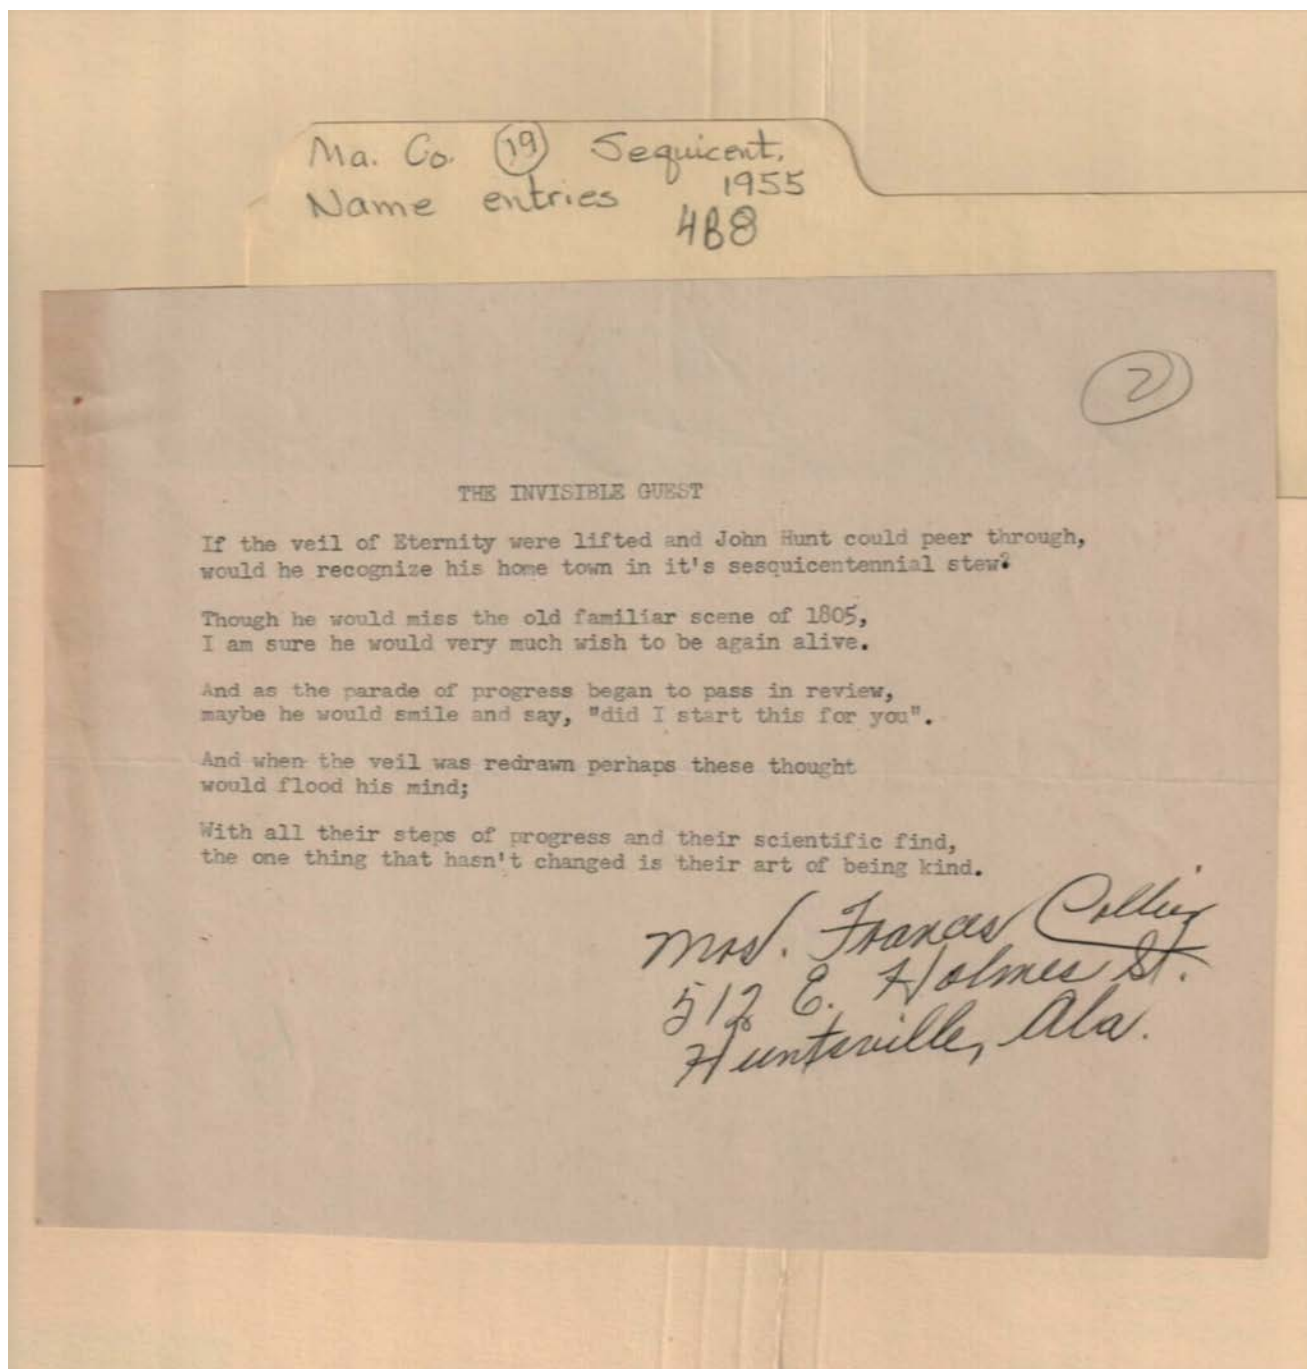 Ma. Co. 19 Sequicent.
Name entries 1955
4B8
2
THE INVISIBLE GUEST
If the veil of Eternity were lifted and John Hunt could peer through,
would he recognize his home town in it's sesquicentennial stew?
Though he would miss the old familiar scene of 1805,
I am sure he would very much wish to be again alive.
And as the parade of progress began to pass in review,
maybe he would smile and say, "did I start this for you".
And when the veil was redrawn perhaps these thought
would flood his mind;
With all their steps of progress and their scientific find,
the one thing that hasn't changed is their art of being kind.
Mrs. Frances Collier
512 E. Holmes St.
Huntsville, Ala.